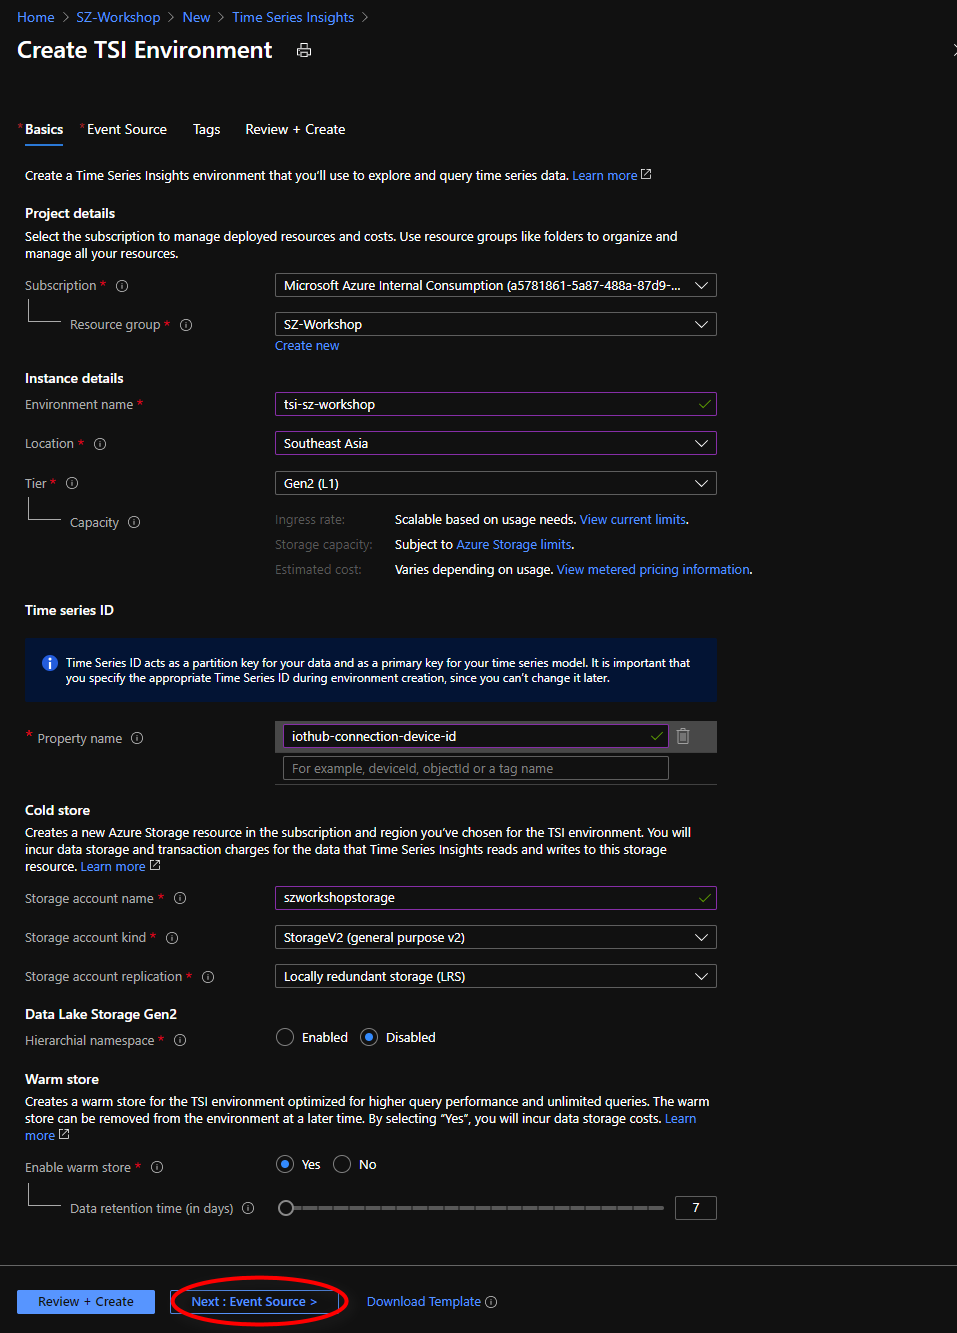 Home > SZ-Workshop > New > Time Series Insights >
Create TSI Environment
* Basics * Event Source Tags Review + Create
Create a Time Series Insights environment that you'll use to explore and query time series data. Learn more
Project details
Select the subscription to manage deployed resources and costs. Use resource groups like folders to organize and
manage all your resources.
Subscription * Microsoft Azure Internal Consumption (a5781861-5a87-488a-87d9-...
Resource group * SZ-Workshop
Create new
Instance details
Environment name * tsi-sz-workshop
Location * Southeast Asia
Tier * Gen2 (L1)
Capacity Ingress rate: Scalable based on usage needs. View current limits.
Storage capacity: Subject to Azure Storage limits.
Estimated cost: Varies depending on usage. View metered pricing information.
Time series ID
Time Series ID acts as a partition key for your data and as a primary key for your time series model. It is important that
you specify the appropriate Time Series ID during environment creation, since you can't change it later.
* Property name iothub-connection-device-id
For example, deviceId, objectId or a tag name
Cold store
Creates a new Azure Storage resource in the subscription and region you've chosen for the TSI environment. You will
incur data storage and transaction charges for the data that Time Series Insights reads and writes to this storage
resource. Learn more
Storage account name * szworkshopstorage
Storage account kind * StorageV2 (general purpose v2)
Storage account replication * Locally redundant storage (LRS)
Data Lake Storage Gen2
Hierarchial namespace * Enabled Disabled
Warm store
Creates a warm store for the TSI environment optimized for higher query performance and unlimited queries. The warm
store can be removed from the environment at a later time. By selecting "Yes", you will incur data storage costs. Learn
more
Enable warm store * Yes No
Data retention time (in days) 7
Review + Create Next : Event Source > Download Template